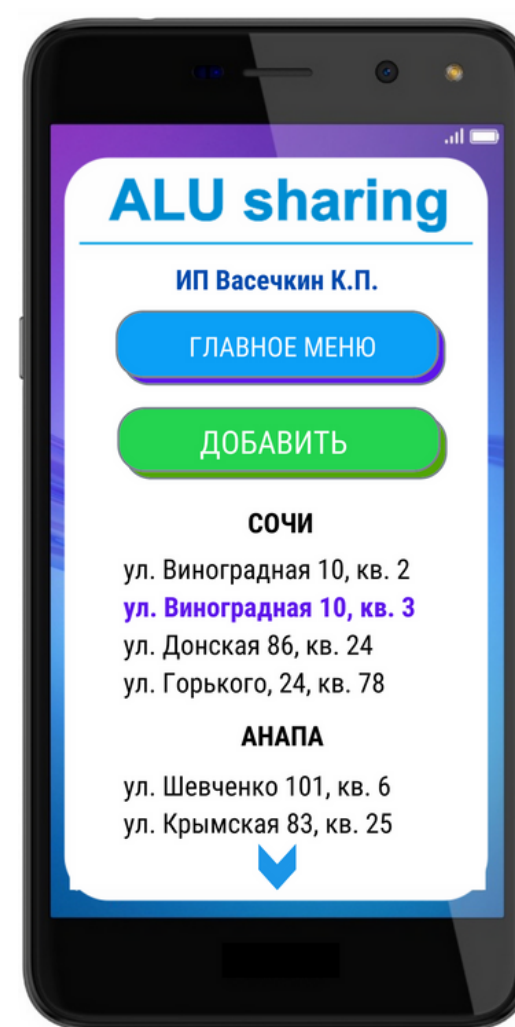 ALU sharing
ИП Васечкин К.П.
ГЛАВНОЕ МЕНЮ
ДОБАВИТЬ
СОЧИ
ул. Виноградная 10, кв. 2
ул. Виноградная 10, кв. 3
ул. Донская 86, кв. 24
ул. Горького, 24, кв. 78
АНАПА
ул. Шевченко 101, кв. 6
ул. Крымская 83, кв. 25